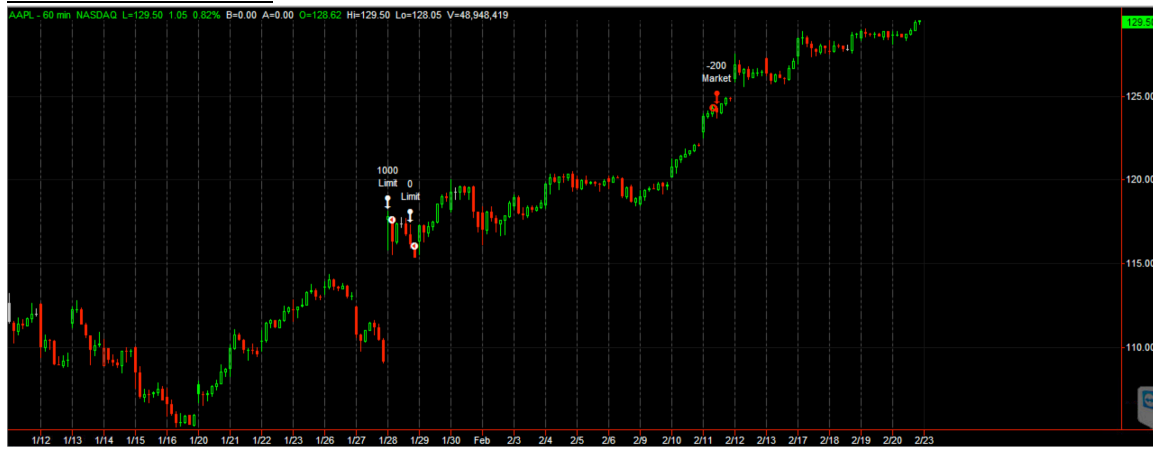 AAPL - 60 min NASDAQ L=129.50 1.05 0.82% B=0.00 A=0.00 O=128.62 Hi=129.50 Lo=128.05 V=48,948,419
129.50
-200
Market
125.00
120.00
1000
Limit
0
Limit
115.00
110.00
1/12 1/13 1/14 1/15 1/16 1/20 1/21 1/22 1/23 1/26 1/27 1/28 1/29 1/30 Feb 2/3 2/4 2/5 2/6 2/9 2/10 2/11 2/12 2/13 2/17 2/18 2/19 2/20 2/23